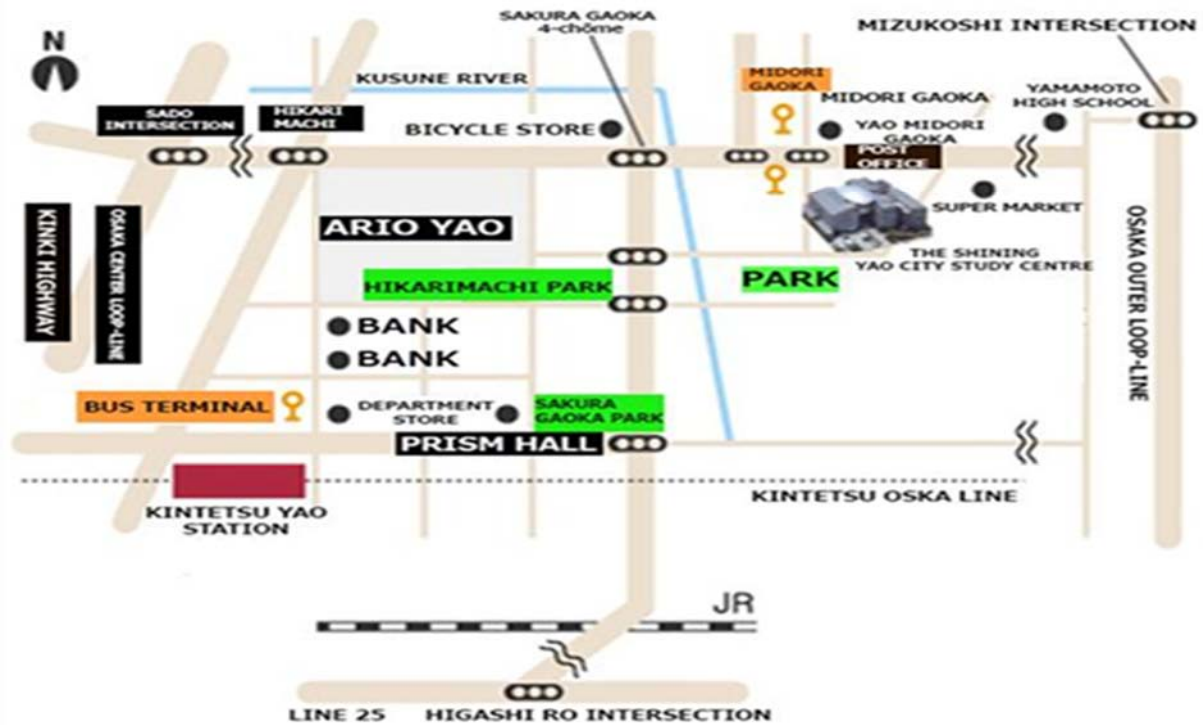 SAKURA GAOKA
4-chōme
MIZUKOSHI INTERSECTION
N
KUSUNE RIVER
MIDORI
GAOKA
MIDORI GAOKA
YAMAMOTO
HIGH SCHOOL
SADO
INTERSECTION
HIKARI
MACHI
BICYCLE STORE
YAO MIDORI
GAOKA
POST
OFFICE
SUPER MARKET
KINKI HIGHWAY
OSAKA CENTER LOOP-LINE
ARIO YAO
OSAKA OUTER LOOP-LINE
THE SHINING
YAO CITY STUDY CENTRE
HIKARIMACHI PARK
PARK
BANK
BANK
BUS TERMINAL
DEPARTMENT
STORE
SAKURA
GAOKA PARK
PRISM HALL
KINTETSU YAO
STATION
KINTETSU OSKA LINE
JR
LINE 25
HIGASHI RO INTERSECTION